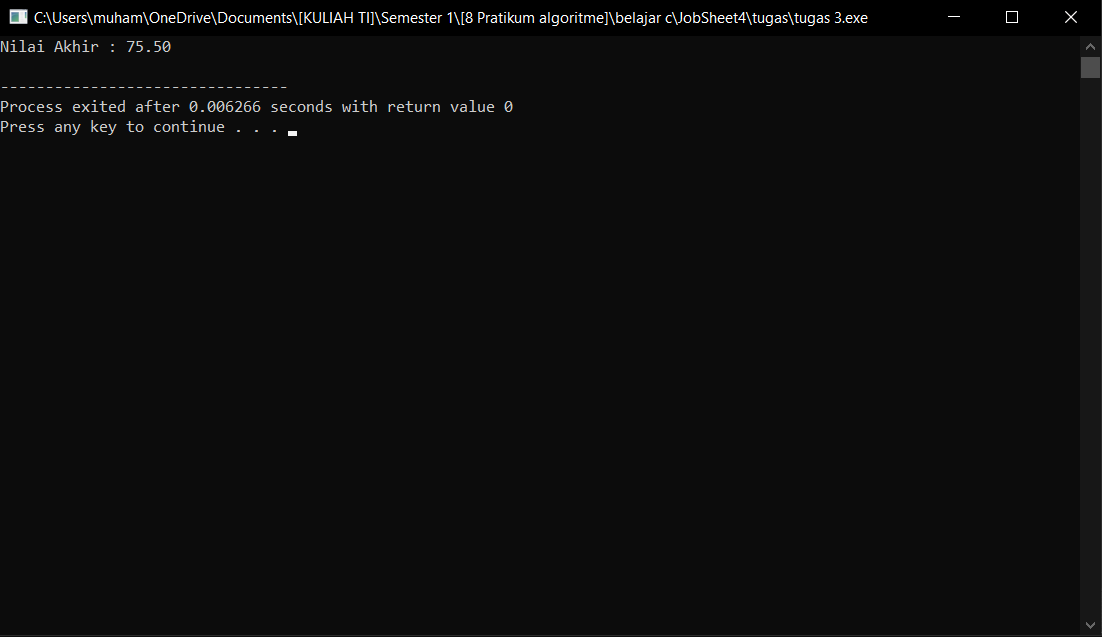 C:\Users\muham\OneDrive\Documents\[KULIAH TI]\Semester 1\[8 Pratikum algoritme]\belajar c\JobSheet4\tugas\tugas 3.exe
Nilai Akhir : 75.50
--------------------------------
Process exited after 0.006266 seconds with return value 0
Press any key to continue . . .